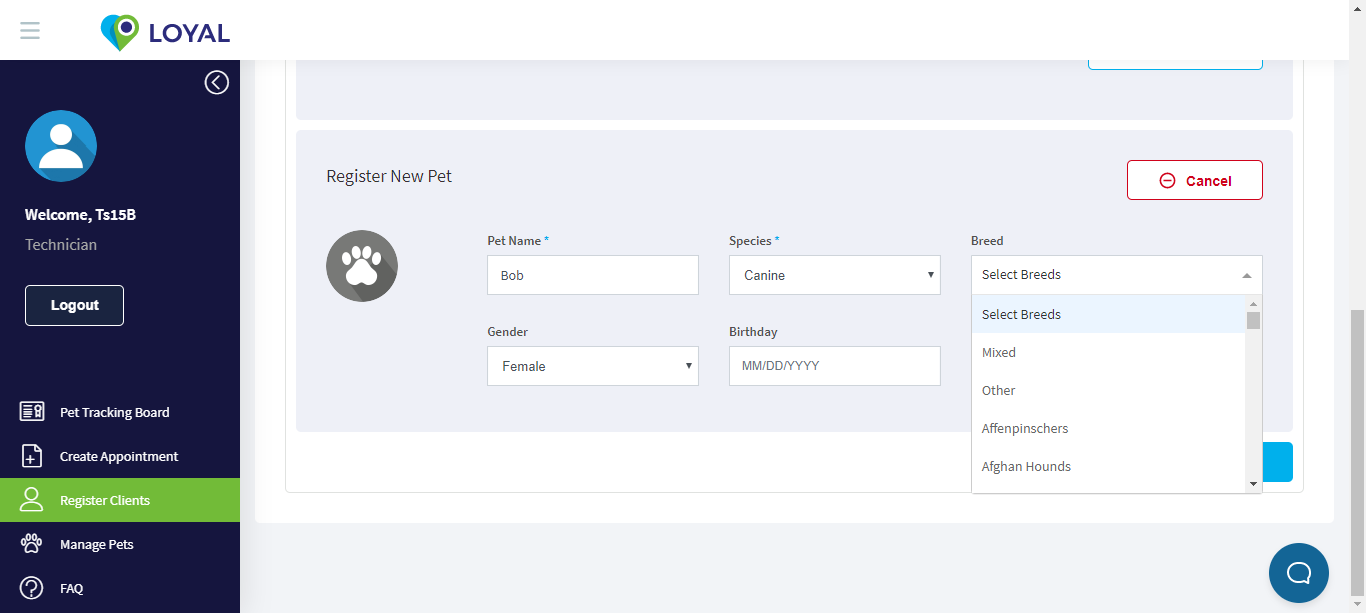 LOYAL
Welcome, Ts15B
Technician
Logout
Pet Tracking Board
Create Appointment
Register Clients
Manage Pets
FAQ
Register New Pet
Cancel
Pet Name *
Species *
Breed
Bob
Canine
Select Breeds
Gender
Birthday
Female
MM/DD/YYYY
Select Breeds
Mixed
Other
Affenpinschers
Afghan Hounds